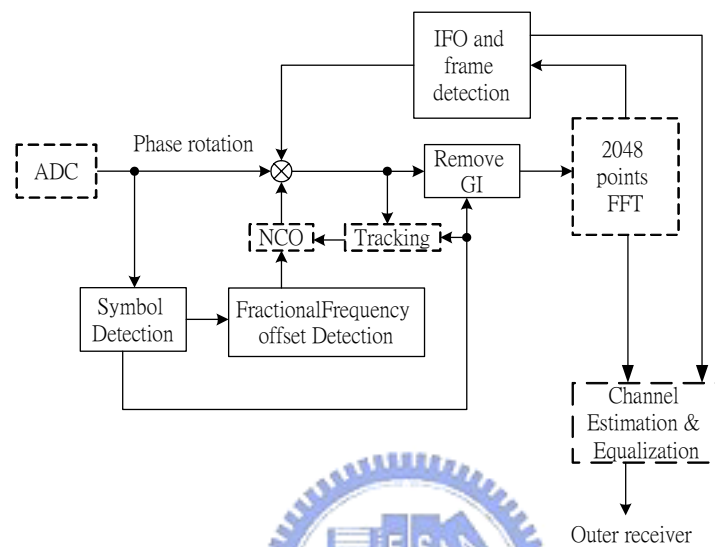 IFO and
frame
detection
Phase rotation
ADC
Remove
GI
2048
points
FFT
NCO
Tracking
Symbol
Detection
FractionalFrequency
offset Detection
Channel
Estimation &
Equalization
Outer receiver